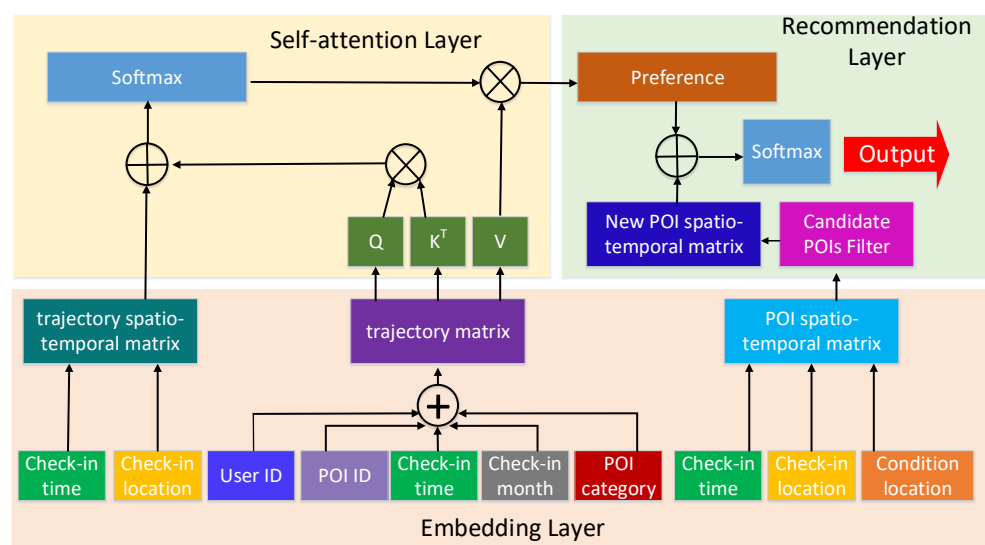 Self-attention Layer
Softmax
Q
Kᵀ
V
Recommendation
Layer
Preference
Softmax
Output
New POI spatio-
temporal matrix
Candidate
POIs Filter
trajectory spatio-
temporal matrix
trajectory matrix
POI spatio-
temporal matrix
Check-in
time
Check-in
location
User ID
POI ID
Check-in
time
Check-in
month
POI
category
Check-in
time
Check-in
location
Condition
location
Embedding Layer